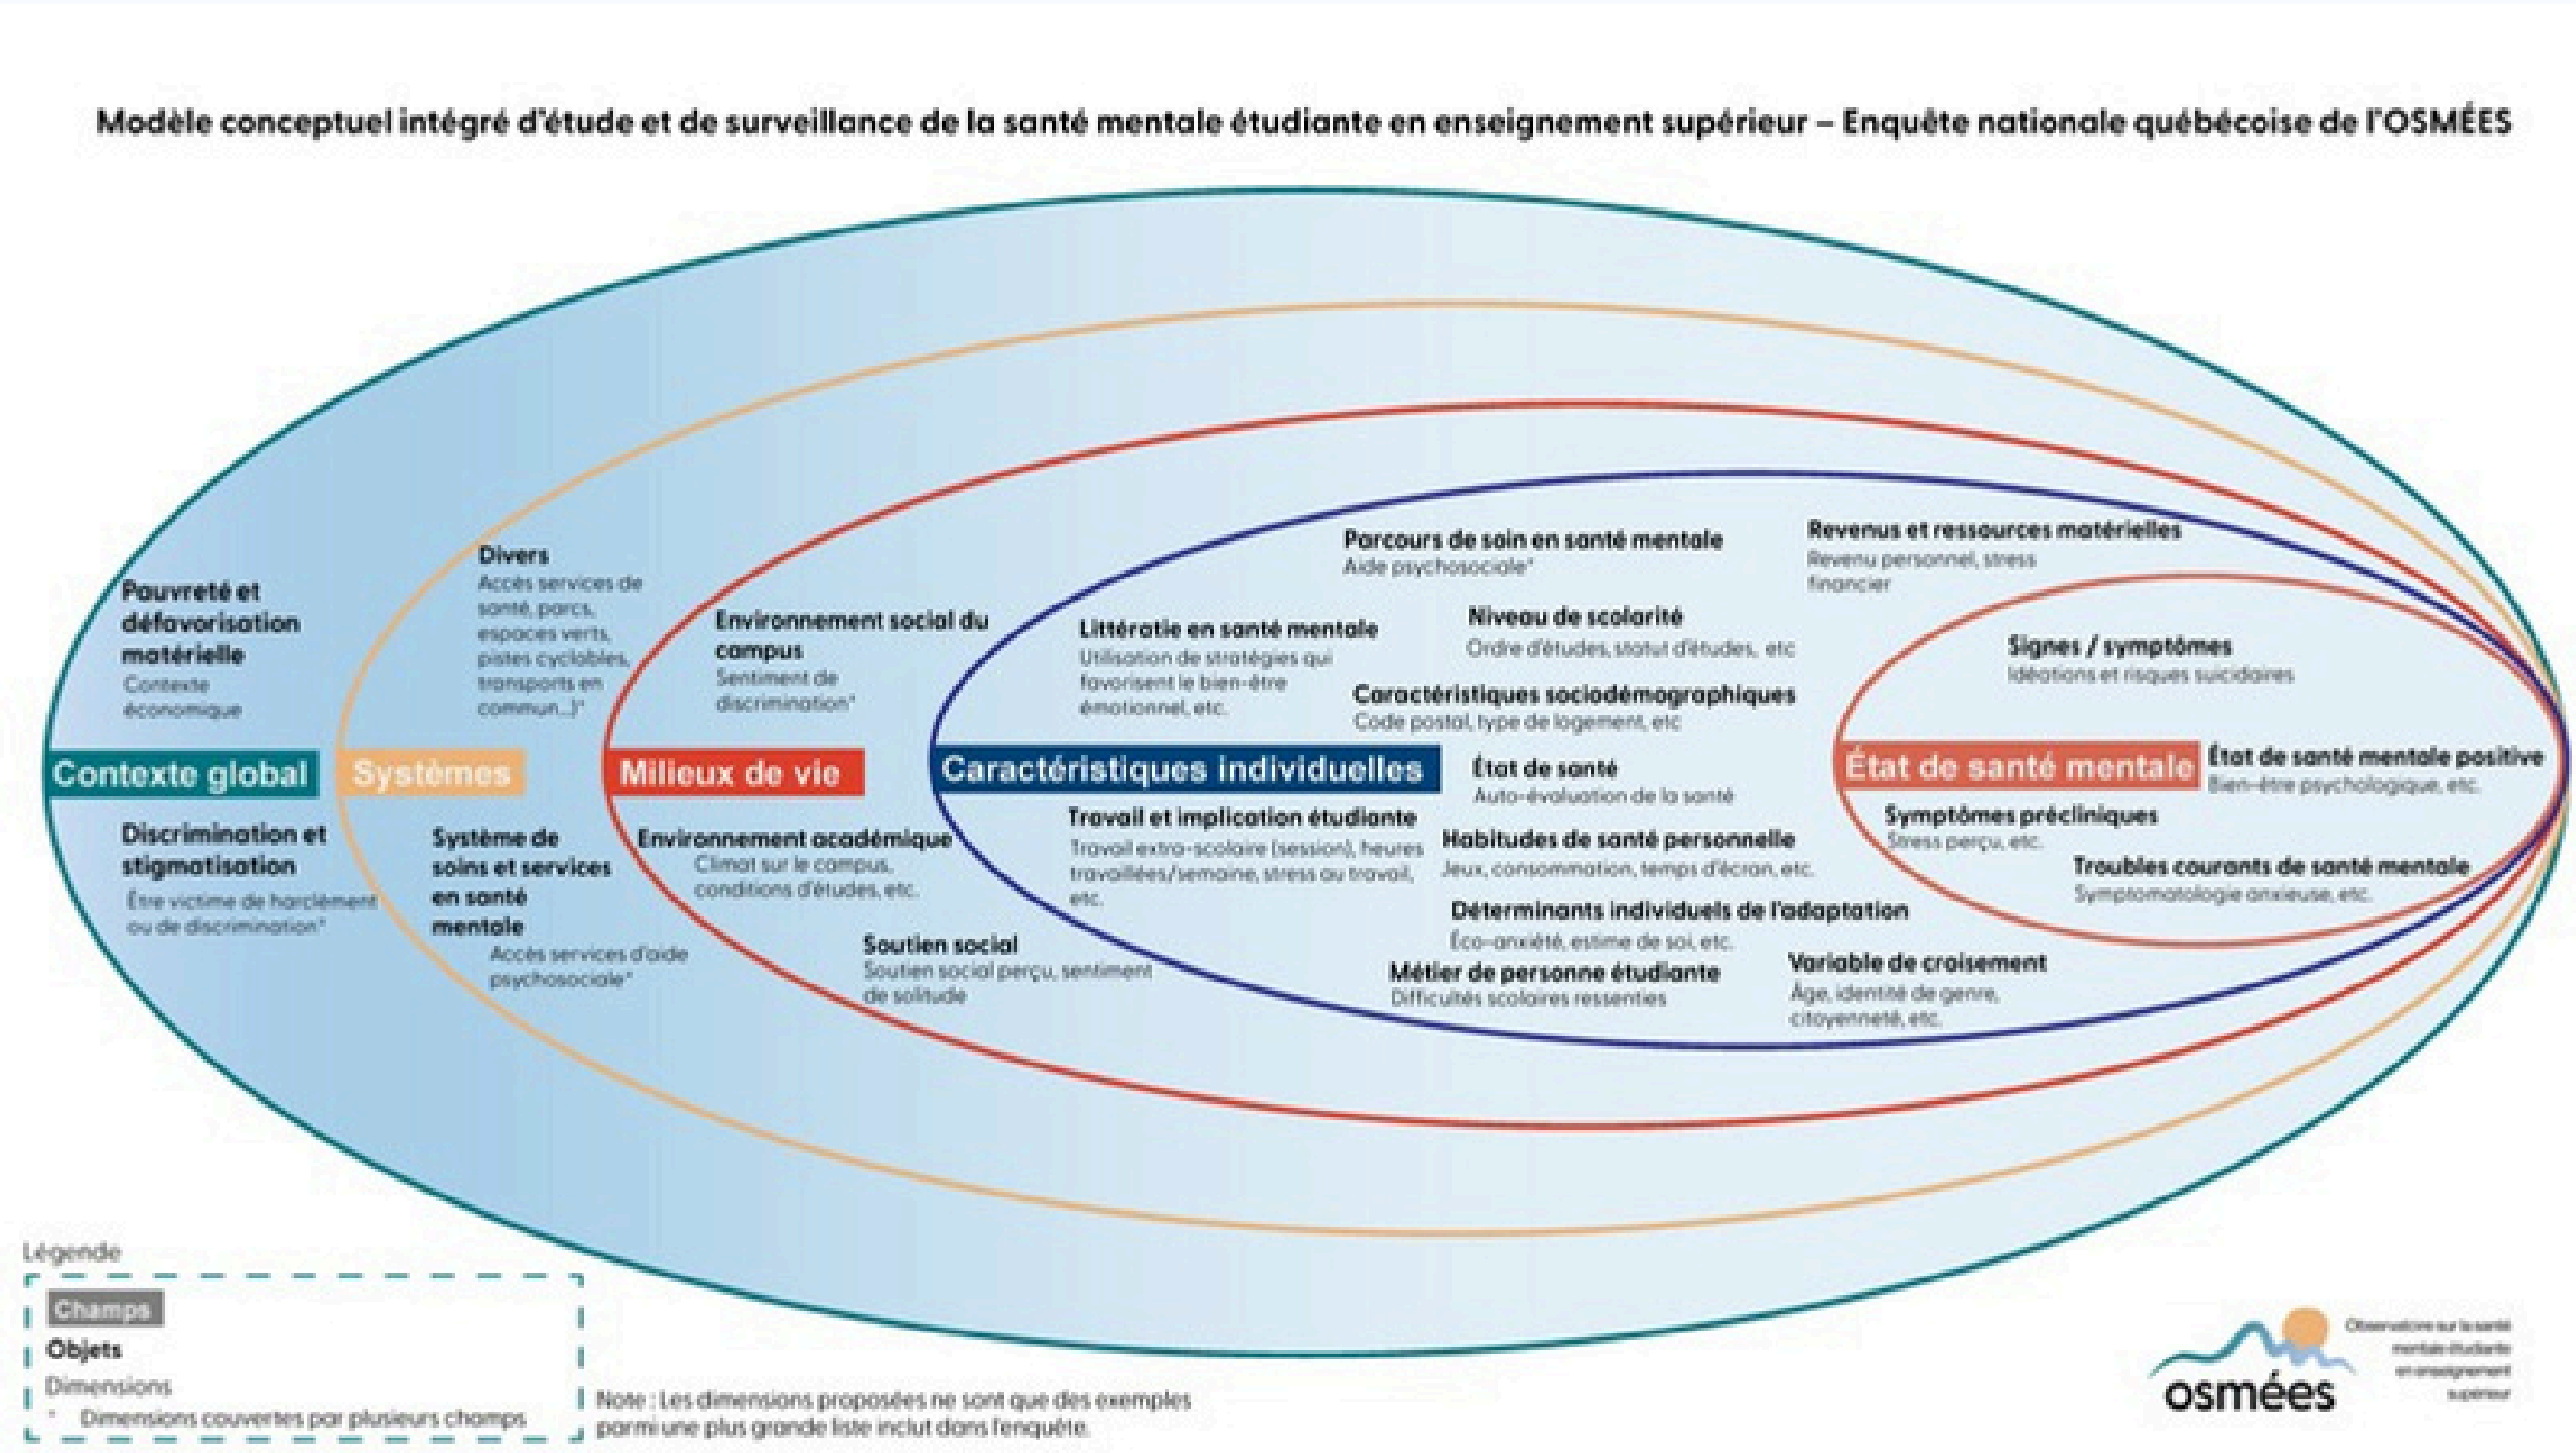 Modèle conceptuel intégré d'étude et de surveillance de la santé mentale étudiante en enseignement supérieur – Enquête nationale québécoise de l'OSMÉES
Pauvreté et
défavorisation
matérielle
Contexte
économique
Contexte global
Discrimination et
stigmatisation
Être victime de harcèlement
ou de discrimination*
Divers
Accès services de
santé, parcs,
espaces verts,
pistes cyclables,
transports en
commun...)*
Systèmes
Système de
soins et services
en santé
mentale
Accès services d'aide
psychosociale*
Environnement social du
campus
Sentiment de
discrimination*
Milieux de vie
Environnement académique
Climat sur le campus,
conditions d'études, etc.
Soutien social
Soutien social perçu, sentiment
de solitude
Parcours de soin en santé mentale
Aide psychosociale*
Revenus et ressources matérielles
Revenu personnel, stress
financier
Littératie en santé mentale
Utilisation de stratégies qui
favorisent le bien-être
émotionnel, etc.
Niveau de scolarité
Ordre d'études, statut d'études, etc
Caractéristiques sociodémographiques
Code postal, type de logement, etc
Caractéristiques individuelles
État de santé
Auto-évaluation de la santé
Travail et implication étudiante
Travail extra-scolaire (session), heures
travaillées/semaine, stress au travail,
etc.
Habitudes de santé personnelle
Jeux, consommation, temps d'écran, etc.
Déterminants individuels de l'adaptation
Éco-anxiété, estime de soi, etc.
Métier de personne étudiante
Difficultés scolaires ressenties
Variable de croisement
Âge, identité de genre,
citoyenneté, etc.
Signes / symptômes
Idéations et risques suicidaires
État de santé mentale
État de santé mentale positive
Bien-être psychologique, etc.
Symptômes précliniques
Stress perçu, etc.
Troubles courants de santé mentale
Symptomatologie anxieuse, etc.
Légende
Champs
Objets
Dimensions
* Dimensions couvertes par plusieurs champs
Note : Les dimensions proposées ne sont que des exemples
parmi une plus grande liste inclut dans l'enquête.
osmées
Observatoire sur la santé
mentale étudiante
en enseignement
supérieur